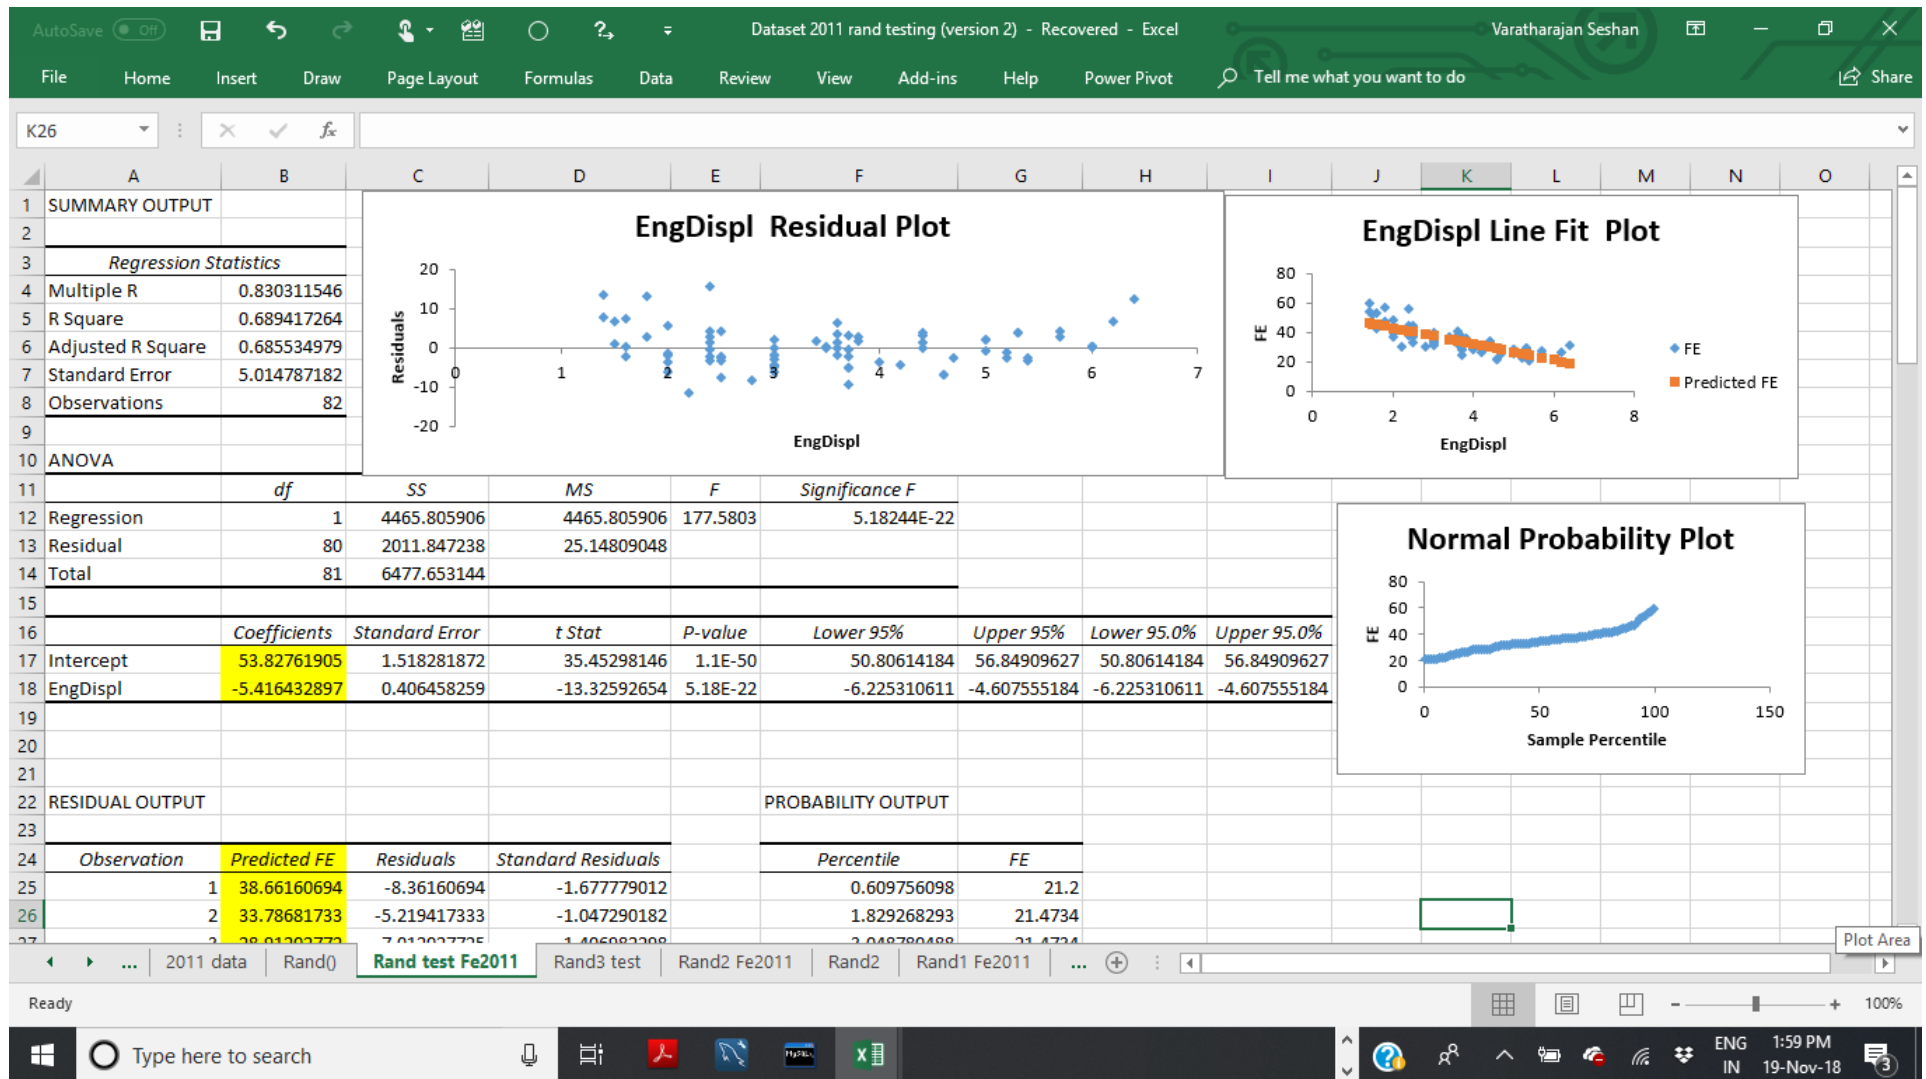 AutoSave Off
Dataset 2011 rand testing (version 2) - Recovered - Excel
Varatharajan Seshan
File Home Insert Draw Page Layout Formulas Data Review View Add-ins Help Power Pivot Tell me what you want to do Share
K26 fx
A B C D E F G H I J K L M N O
1 SUMMARY OUTPUT
2
3 Regression Statistics
4 Multiple R 0.830311546
5 R Square 0.689417264
6 Adjusted R Square 0.685534979
7 Standard Error 5.014787182
8 Observations 82
9
10 ANOVA
EngDispl Residual Plot
20
10
0
-10
-20
Residuals
0 1 2 3 4 5 6 7
EngDispl
EngDispl Line Fit Plot
80
60
40
20
0
FE
0 2 4 6 8
EngDispl
FE
Predicted FE
11 df SS MS F Significance F
12 Regression 1 4465.805906 4465.805906 177.5803 5.18244E-22
13 Residual 80 2011.847238 25.14809048
14 Total 81 6477.653144
15
16 Coefficients Standard Error t Stat P-value Lower 95% Upper 95% Lower 95.0% Upper 95.0%
17 Intercept 53.82761905 1.518281872 35.45298146 1.1E-50 50.80614184 56.84909627 50.80614184 56.84909627
18 EngDispl -5.416432897 0.406458259 -13.32592654 5.18E-22 -6.225310611 -4.607555184 -6.225310611 -4.607555184
19
20
21
Normal Probability Plot
80
60
40
20
0
FE
0 50 100 150
Sample Percentile
22 RESIDUAL OUTPUT PROBABILITY OUTPUT
23
24 Observation Predicted FE Residuals Standard Residuals Percentile FE
25 1 38.66160694 -8.36160694 -1.677779012 0.609756098 21.2
26 2 33.78681733 -5.219417333 -1.047290182 1.829268293 21.4734
27
Plot Area
... 2011 data Rand() Rand test Fe2011 Rand3 test Rand2 Fe2011 Rand2 Rand1 Fe2011 ...
Ready
100%
Type here to search
MySQL
ENG
IN
1:59 PM
19-Nov-18
3